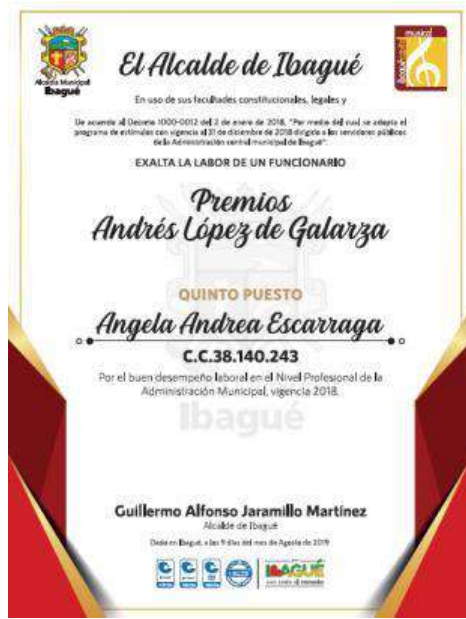 Alcaldía Municipal
Ibagué
musical
El Alcalde de Ibagué
En uso de sus facultades constitucionales, legales y
De acuerdo al Decreto 1000-0012 del 2 de enero de 2018, "Por medio del cual se adopta el
programa de estímulos con vigencia al 31 de diciembre de 2018 dirigido a los servidores públicos
de la Administración central municipal de Ibagué".
EXALTA LA LABOR DE UN FUNCIONARIO
Premios
Andrés López de Galarza
QUINTO PUESTO
Angela Andrea Escarraga
C.C.38.140.243
Por el buen desempeño laboral en el Nivel Profesional de la
Administración Municipal, vigencia 2018.
Ibagué
Guillermo Alfonso Jaramillo Martínez
Alcalde de Ibagué
Dada en Ibagué, a los 9 días del mes de Agosto de 2019
IBAGUÉ